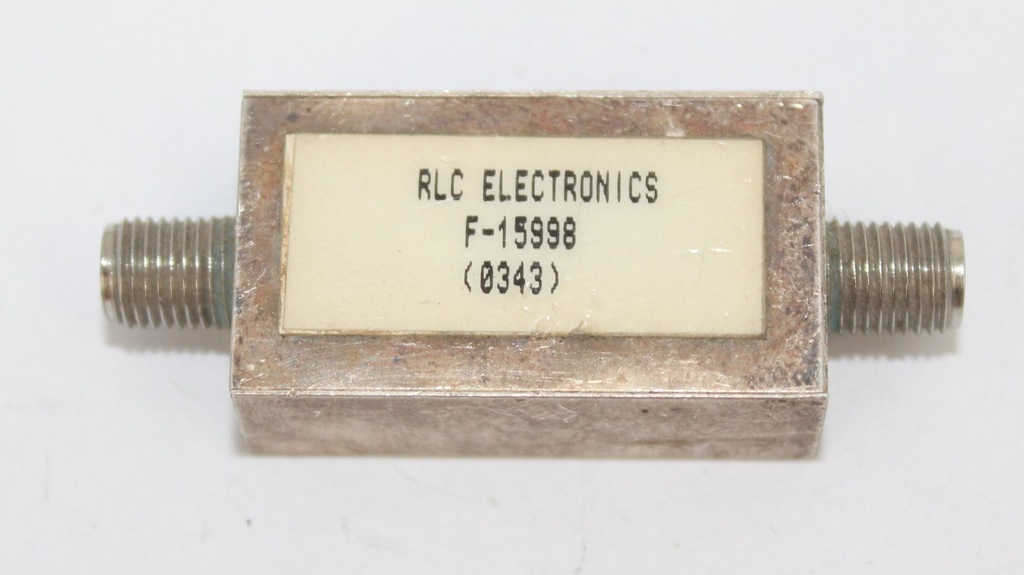 RLC ELECTRONICS
F-15998
(0343)